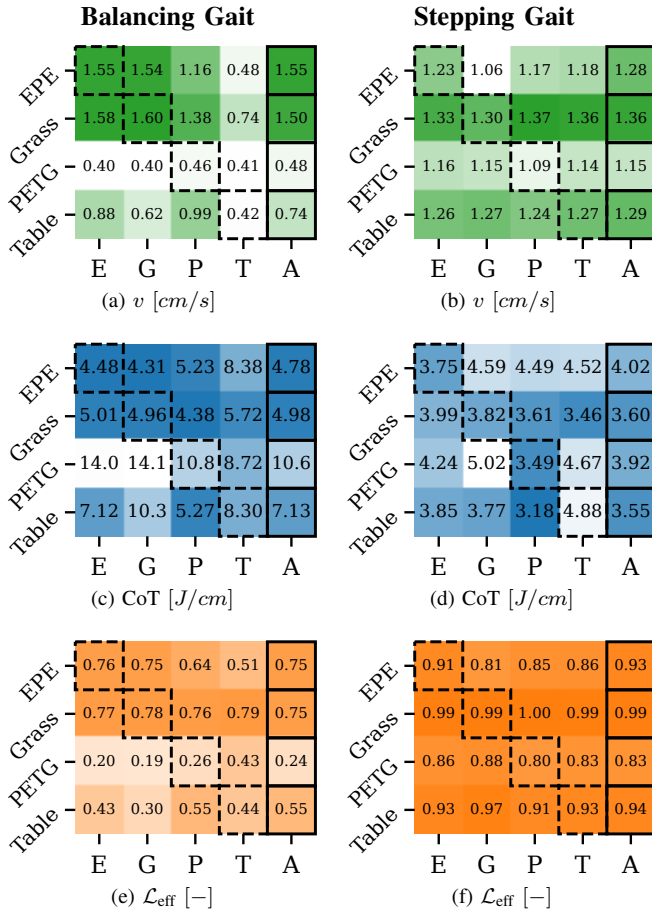 Balancing Gait Stepping Gait
EPE 1.55 1.54 1.16 0.48 1.55
Grass 1.58 1.60 1.38 0.74 1.50
PETG 0.40 0.40 0.46 0.41 0.48
Table 0.88 0.62 0.99 0.42 0.74
E G P T A
(a) v [cm/s]
EPE 1.23 1.06 1.17 1.18 1.28
Grass 1.33 1.30 1.37 1.36 1.36
PETG 1.16 1.15 1.09 1.14 1.15
Table 1.26 1.27 1.24 1.27 1.29
E G P T A
(b) v [cm/s]
EPE 4.48 4.31 5.23 8.38 4.78
Grass 5.01 4.96 4.38 5.72 4.98
PETG 14.0 14.1 10.8 8.72 10.6
Table 7.12 10.3 5.27 8.30 7.13
E G P T A
(c) CoT [J/cm]
EPE 3.75 4.59 4.49 4.52 4.02
Grass 3.99 3.82 3.61 3.46 3.60
PETG 4.24 5.02 3.49 4.67 3.92
Table 3.85 3.77 3.18 4.88 3.55
E G P T A
(d) CoT [J/cm]
EPE 0.76 0.75 0.64 0.51 0.75
Grass 0.77 0.78 0.76 0.79 0.75
PETG 0.20 0.19 0.26 0.43 0.24
Table 0.43 0.30 0.55 0.44 0.55
E G P T A
(e) ℒeff [−]
EPE 0.91 0.81 0.85 0.86 0.93
Grass 0.99 0.99 1.00 0.99 0.99
PETG 0.86 0.88 0.80 0.83 0.83
Table 0.93 0.97 0.91 0.93 0.94
E G P T A
(f) ℒeff [−]